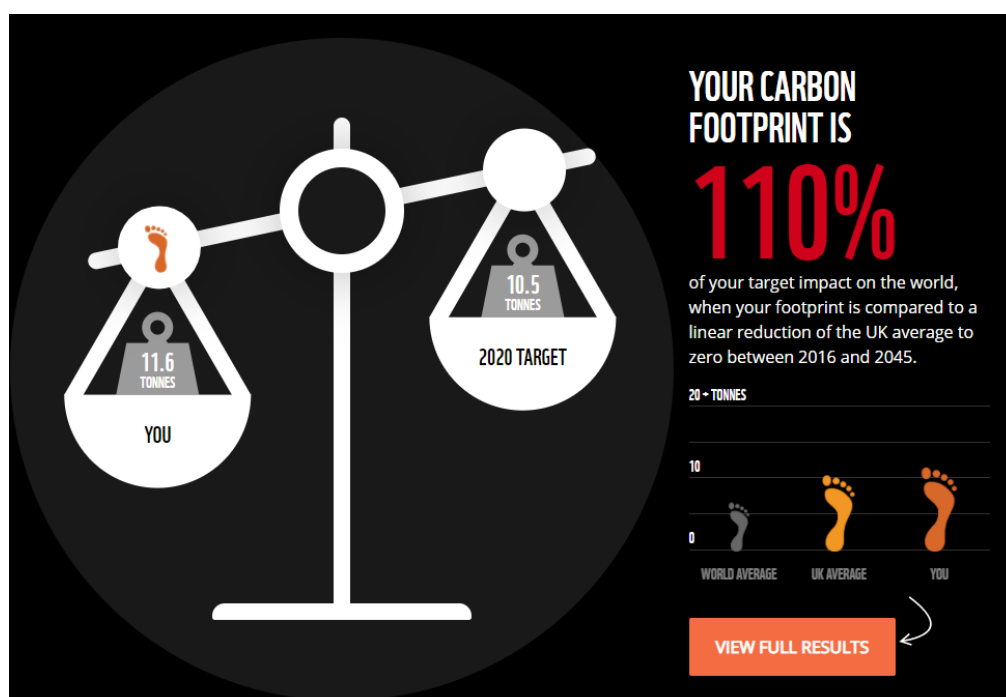 YOUR CARBON
FOOTPRINT IS
110%
of your target impact on the world,
when your footprint is compared to a
linear reduction of the UK average to
zero between 2016 and 2045.
11.6
TONNES
YOU
10.5
TONNES
2020 TARGET
20 + TONNES
10
0
WORLD AVERAGE
UK AVERAGE
YOU
VIEW FULL RESULTS